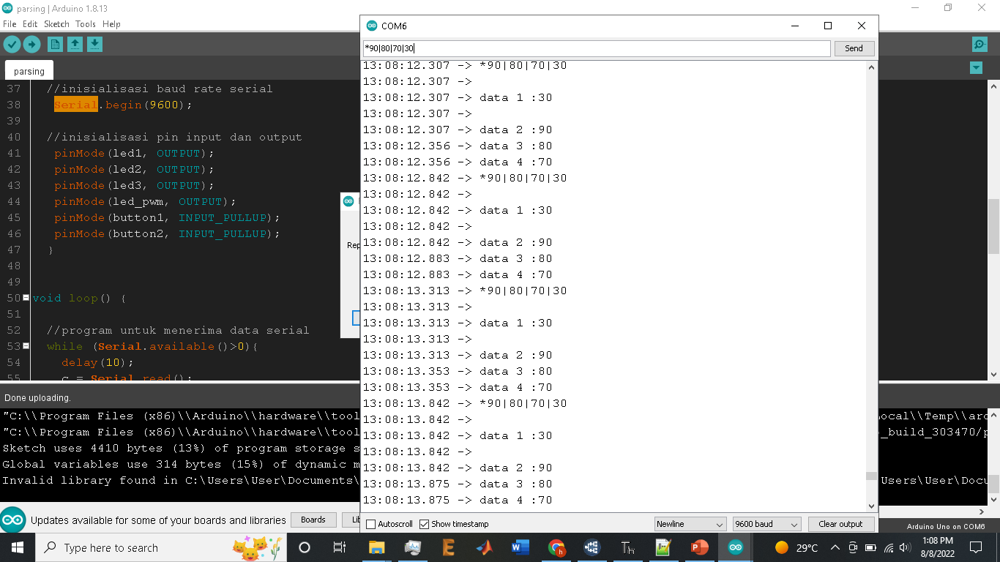 parsing | Arduino 1.8.13
File Edit Sketch Tools Help
parsing
37 //inisialisasi baud rate serial
38 Serial.begin(9600);
39
40 //inisialisasi pin input dan output
41 pinMode(led1, OUTPUT);
42 pinMode(led2, OUTPUT);
43 pinMode(led3, OUTPUT);
44 pinMode(led_pwm, OUTPUT);
45 pinMode(button1, INPUT_PULLUP);
46 pinMode(button2, INPUT_PULLUP);
47 }
48
49
50 void loop() {
51
52 //program untuk menerima data serial
53 while (Serial.available()>0){
54 delay(10);
55 c = Serial.read();
Rep
COM6
*90|80|70|30
Send
13:08:12.307 -> *90|80|70|30
13:08:12.307 ->
13:08:12.307 -> data 1 :30
13:08:12.307 ->
13:08:12.307 -> data 2 :90
13:08:12.356 -> data 3 :80
13:08:12.356 -> data 4 :70
13:08:12.842 -> *90|80|70|30
13:08:12.842 ->
13:08:12.842 -> data 1 :30
13:08:12.842 ->
13:08:12.842 -> data 2 :90
13:08:12.883 -> data 3 :80
13:08:12.883 -> data 4 :70
13:08:13.313 -> *90|80|70|30
13:08:13.313 ->
13:08:13.313 -> data 1 :30
13:08:13.313 ->
13:08:13.313 -> data 2 :90
13:08:13.353 -> data 3 :80
13:08:13.353 -> data 4 :70
13:08:13.842 -> *90|80|70|30
13:08:13.842 ->
13:08:13.842 -> data 1 :30
13:08:13.842 ->
13:08:13.842 -> data 2 :90
13:08:13.875 -> data 3 :80
13:08:13.875 -> data 4 :70
Autoscroll Show timestamp Newline 9600 baud Clear output
Done uploading.
"C:\\Program Files (x86)\\Arduino\\hardware\\tool Local\\Temp\\ard
"C:\\Program Files (x86)\\Arduino\\hardware\\tool o_build_303470/p
Sketch uses 4410 bytes (13%) of program storage s
Global variables use 314 bytes (15%) of dynamic m
Invalid library found in C:\Users\User\Documents\ Users\User\Docu
Updates available for some of your boards and libraries Boards Lib
Arduino Uno on COM6
Type here to search
29°C
1:08 PM
8/8/2022